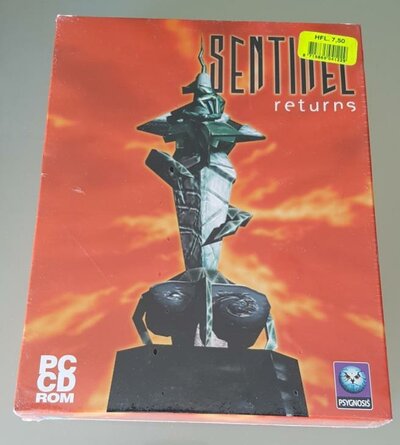 HFL. 7,50
SENTINEL
returns
PC
CD
ROM
PSYGNOSIS